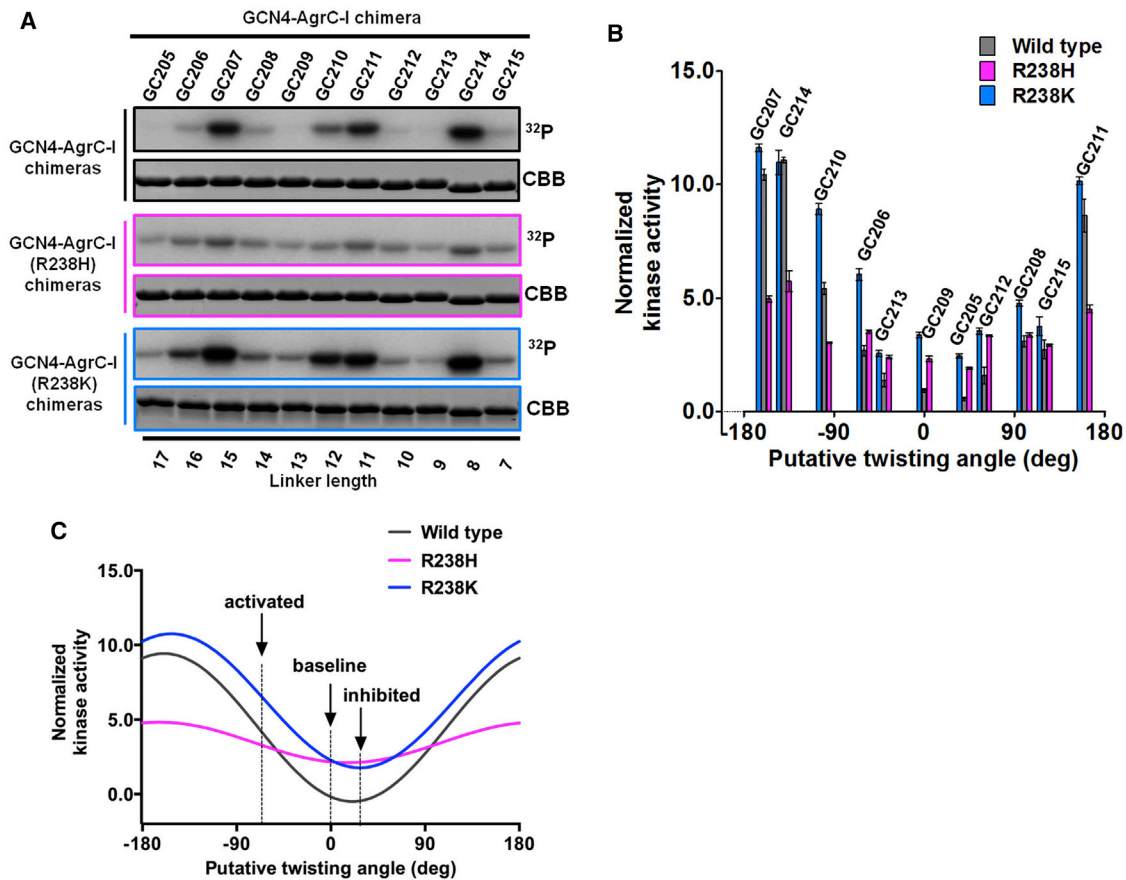 A
GCN4-AgrC-I chimera
GC205 GC206 GC207 GC208 GC209 GC210 GC211 GC212 GC213 GC214 GC215
GCN4-AgrC-I
chimeras
32P
CBB
GCN4-AgrC-I
(R238H)
chimeras
32P
CBB
GCN4-AgrC-I
(R238K)
chimeras
32P
CBB
17 16 15 14 13 12 11 10 9 8 7
Linker length
B
Wild type
R238H
R238K
15.0
10.0
5.0
0.0
Normalized
kinase activity
GC207
GC214
GC210
GC206
GC213
GC209
GC205
GC212
GC208
GC215
GC211
-180 -90 0 90 180
Putative twisting angle (deg)
C
Wild type
R238H
R238K
15.0
10.0
5.0
0.0
Normalized
kinase activity
activated
baseline
inhibited
-180 -90 0 90 180
Putative twisting angle (deg)